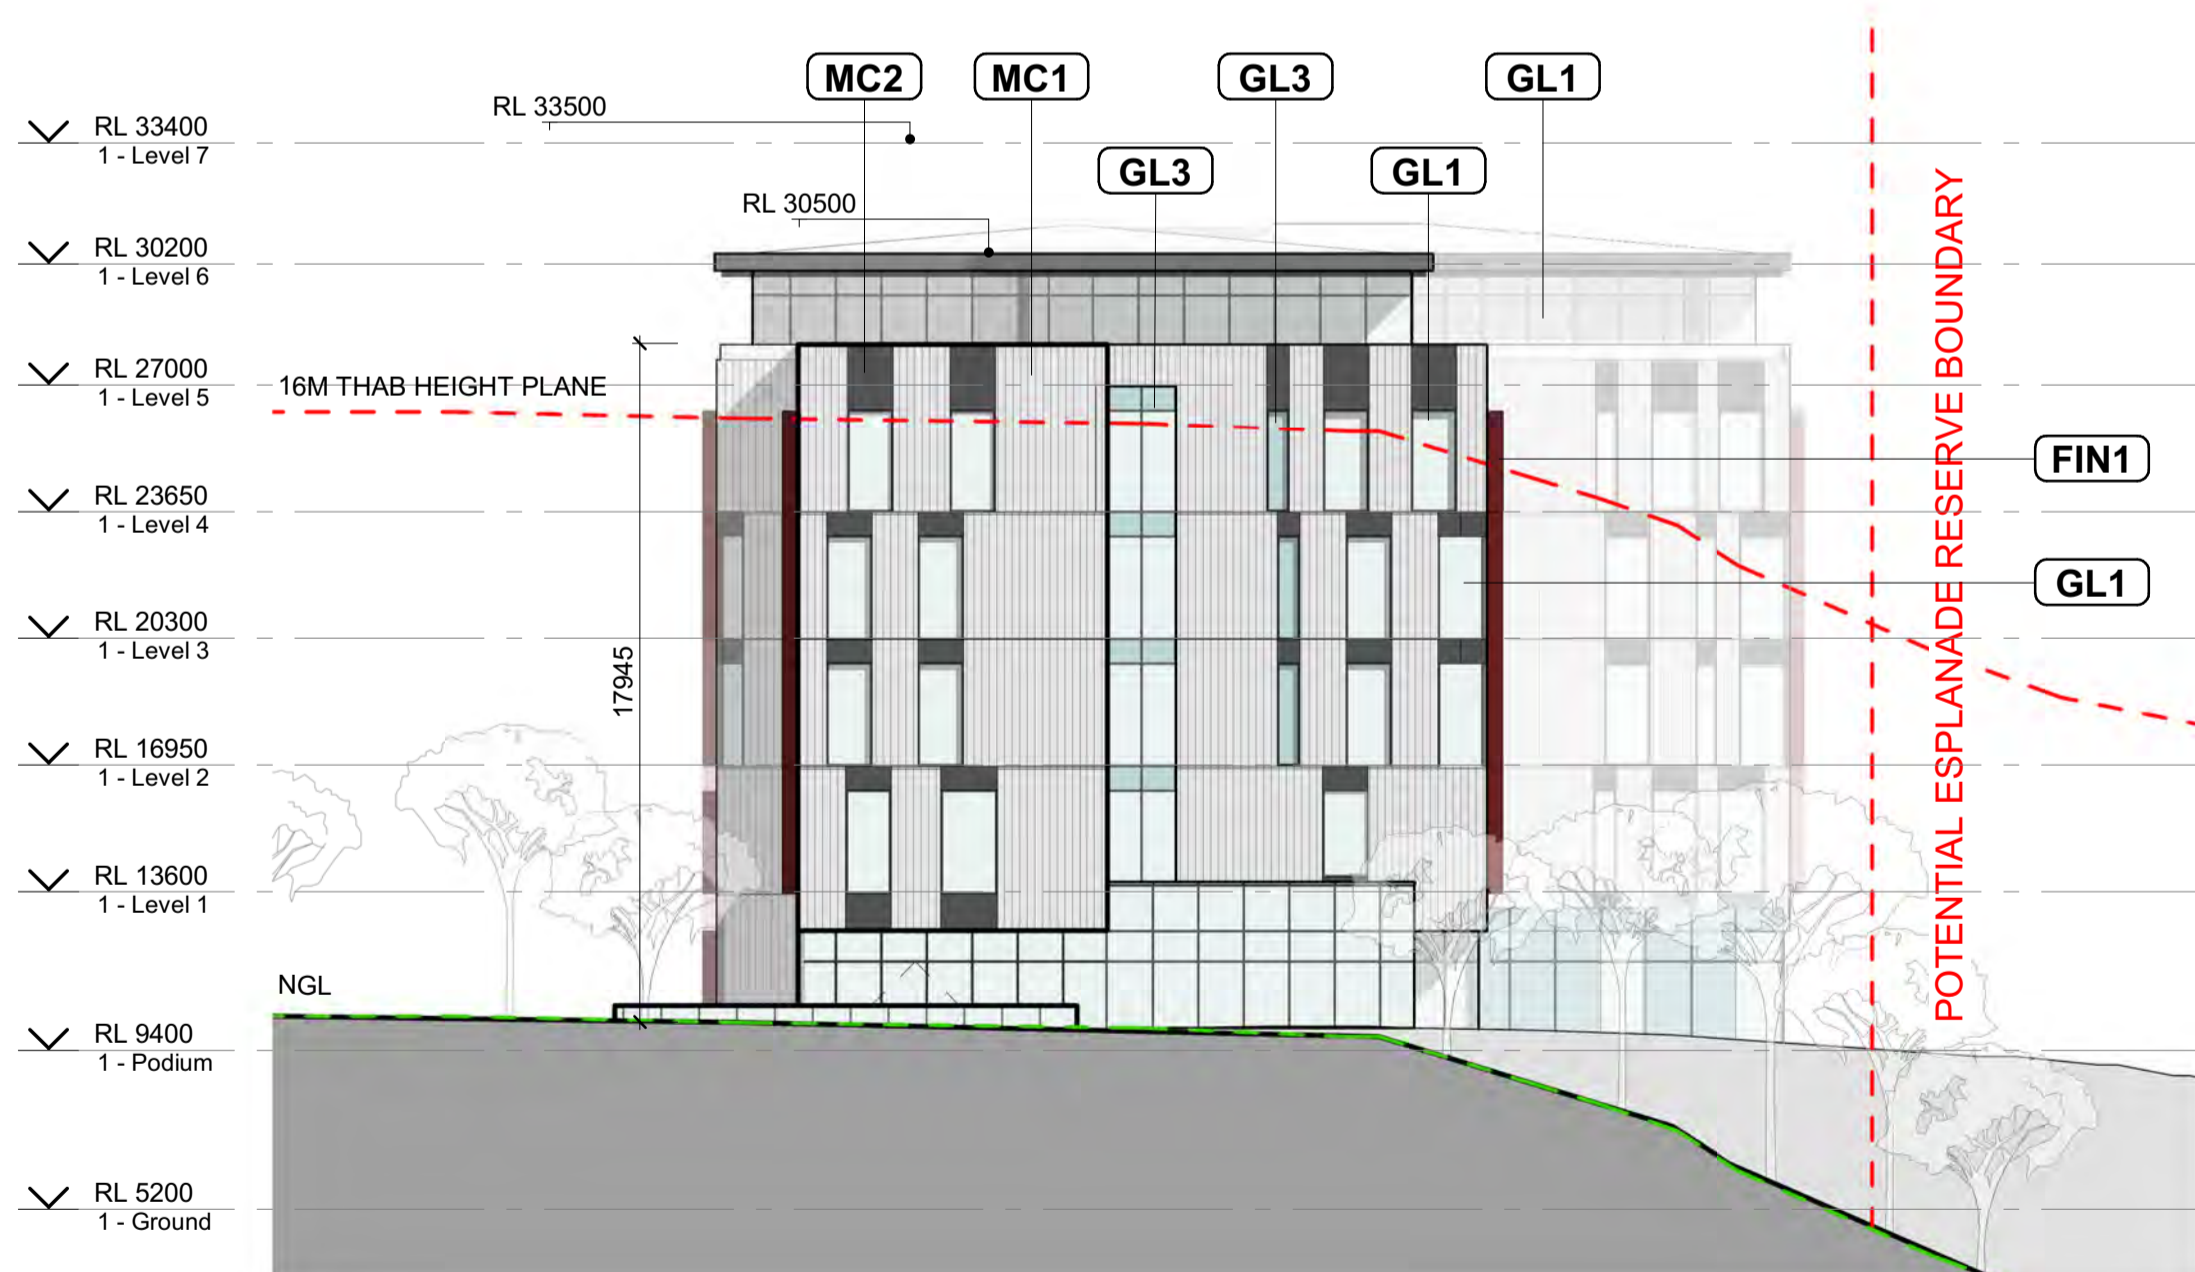 MC2
MC1
GL3
GL1
RL 33500
RL 33400
1 - Level 7
GL3
GL1
RL 30500
RL 30200
1 - Level 6
RL 27000
1 - Level 5
16M THAB HEIGHT PLANE
FIN1
RL 23650
1 - Level 4
GL1
RL 20300
1 - Level 3
17945
RL 16950
1 - Level 2
RL 13600
1 - Level 1
NGL
RL 9400
1 - Podium
RL 5200
1 - Ground
POTENTIAL ESPLANADE RESERVE BOUNDARY